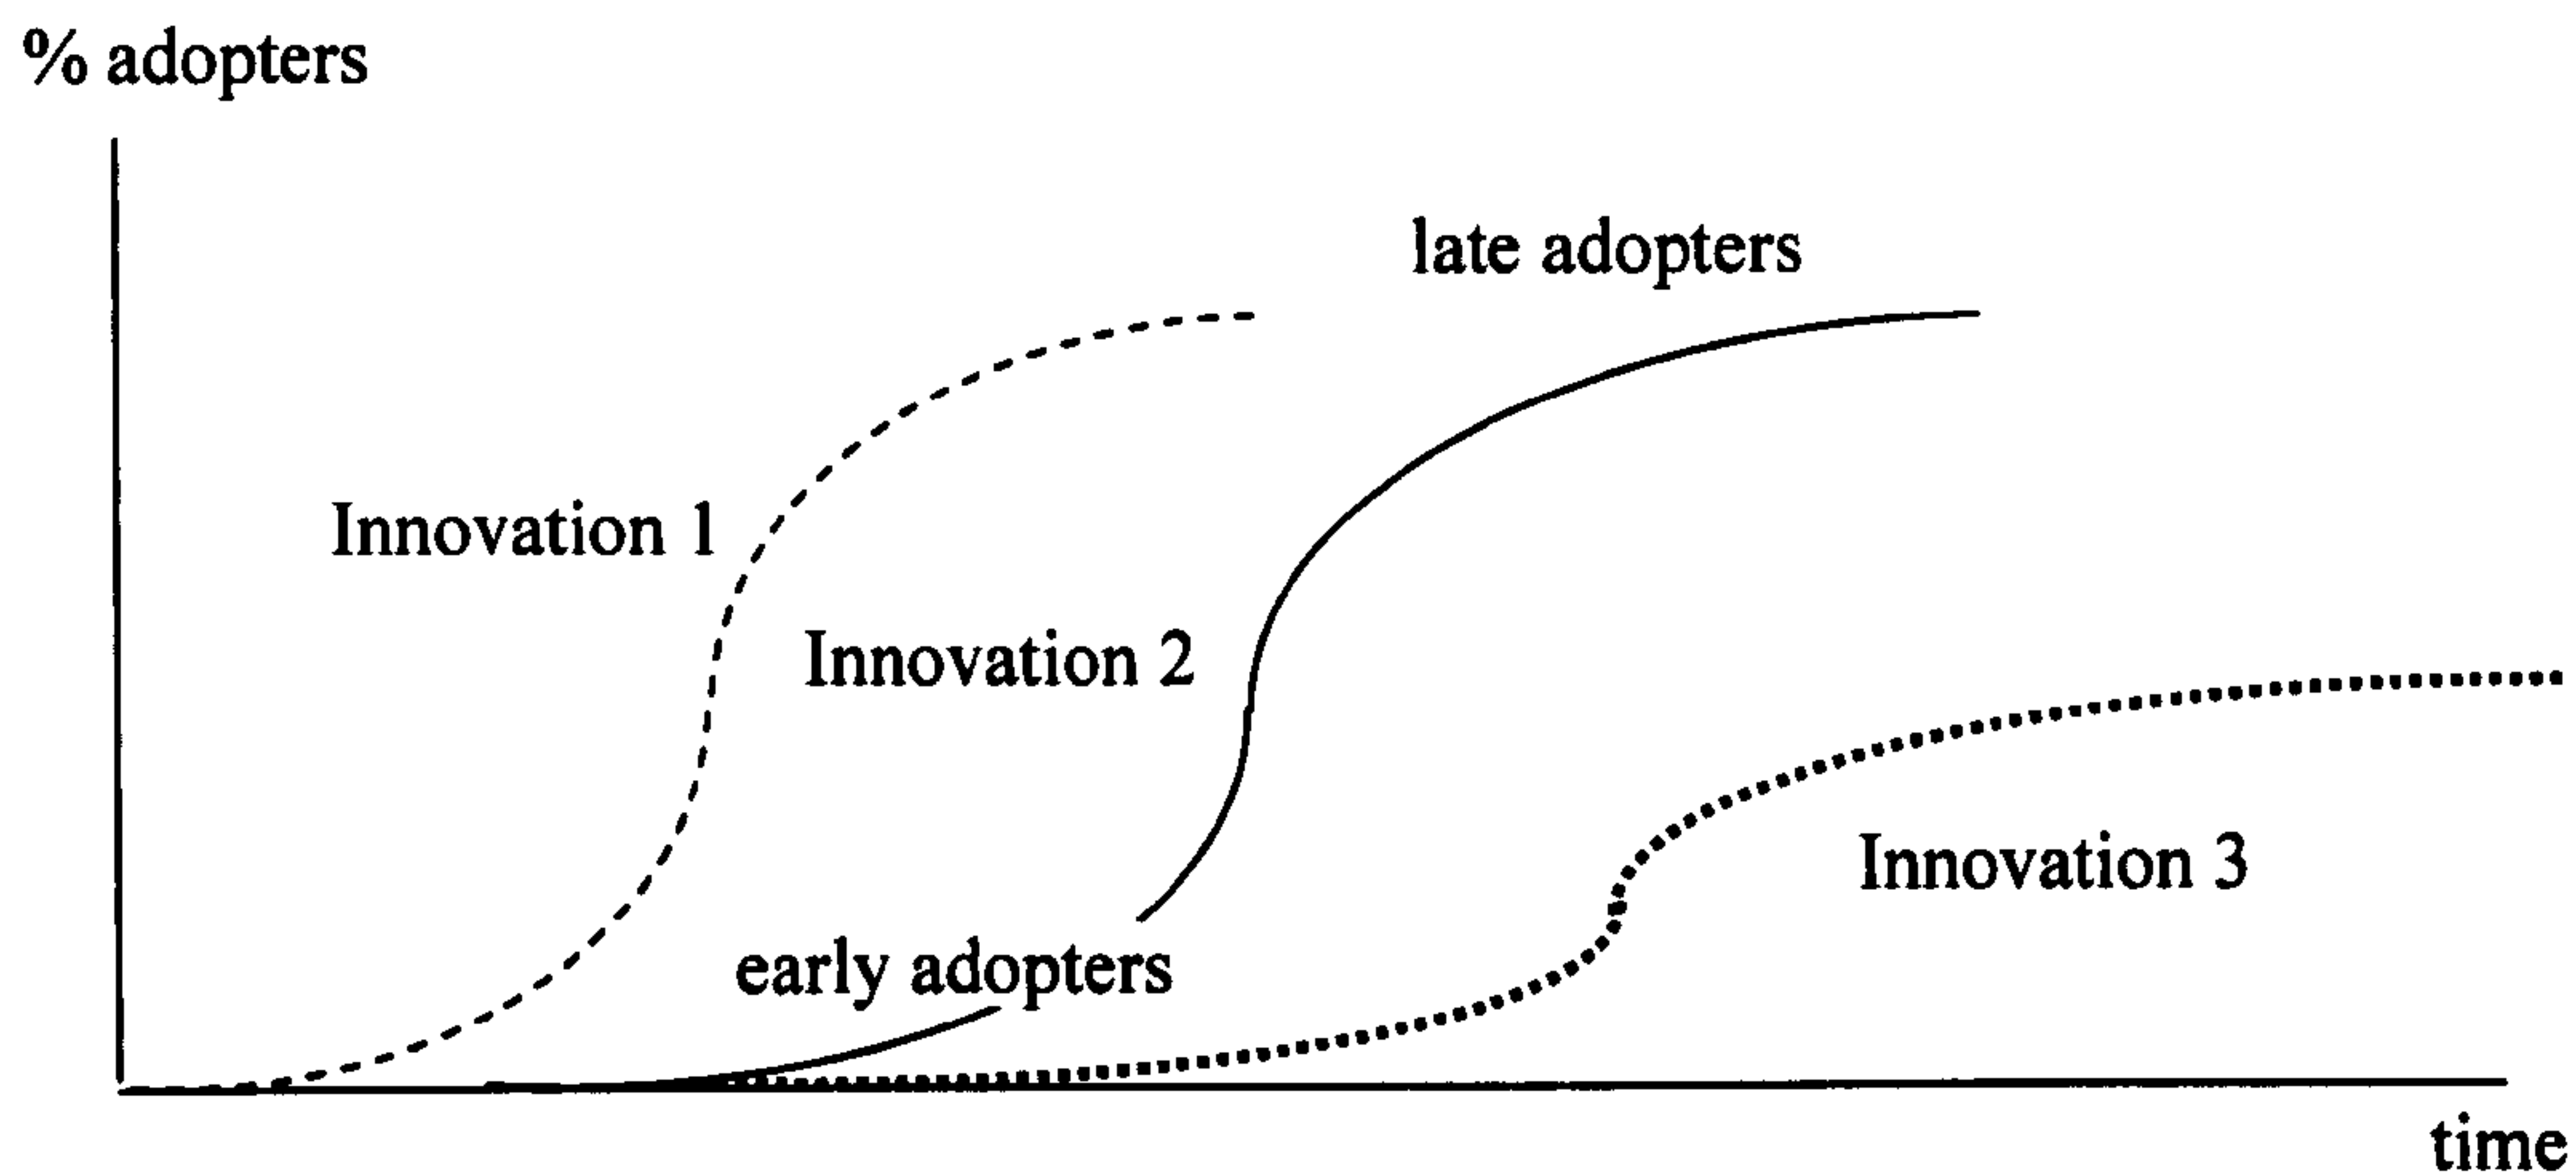 % adopters
late adopters
Innovation 1
Innovation 2
Innovation 3
early adopters
time